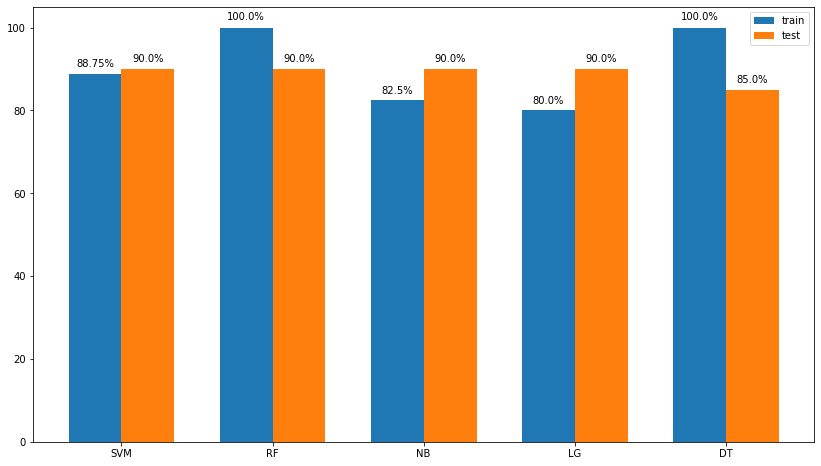 100.0%
100.0%
train
test
100
88.75%
90.0%
90.0%
82.5%
90.0%
80.0%
90.0%
85.0%
80
60
40
20
0
SVM
RF
NB
LG
DT